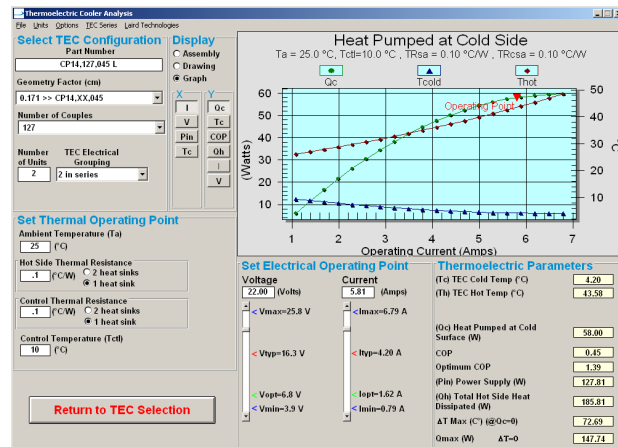 Thermoelectric Cooler Analysis
File Units Options TEC Series Laird Technologies
Select TEC Configuration
Part Number
CP14,127,045 L
Geometry Factor (cm)
0.171 >> CP14,XX,045
Number of Couples
127
Number of Units
2
TEC Electrical Grouping
2 in series
Display
Assembly
Drawing
Graph
X Y
I Qc
V Tc
Pin COP
Tc Qh
I
V
Heat Pumped at Cold Side
Ta = 25.0 °C, Tctl=10.0 °C , TRsa = 0.10 °C/W , TRcsa = 0.10 °C/W
Qc Tcold Thot
Operating Point
60 50
50 40
40 30
30 20
20 10
10
(Watts)
°C
1 2 3 4 5 6 7
Operating Current (Amps)
Set Thermal Operating Point
Ambient Temperature (Ta)
25 (°C)
Hot Side Thermal Resistance
.1 (°C/W) 2 heat sinks
1 heat sink
Control Thermal Resistance
.1 (°C/W) 2 heat sinks
1 heat sink
Control Temperature (Tctl)
10 (°C)
Return to TEC Selection
Set Electrical Operating Point
Voltage Current
22.00 (Volts) 5.81 (Amps)
< Vmax=25.8 V < Imax=6.79 A
< Vtyp=16.3 V < Ityp=4.20 A
< Vopt=6.8 V < Iopt=1.62 A
< Vmin=3.9 V < Imin=0.79 A
Thermoelectric Parameters
(Tc) TEC Cold Temp (°C) 4.20
(Th) TEC Hot Temp (°C) 43.58
(Qc) Heat Pumped at Cold Surface (W) 58.00
COP 0.45
Optimum COP 1.39
(Pin) Power Supply (W) 127.81
(Qh) Total Hot Side Heat Dissipated (W) 185.81
ΔT Max (C°) (@Qc=0) 72.69
Qmax (W) ΔT=0 147.74